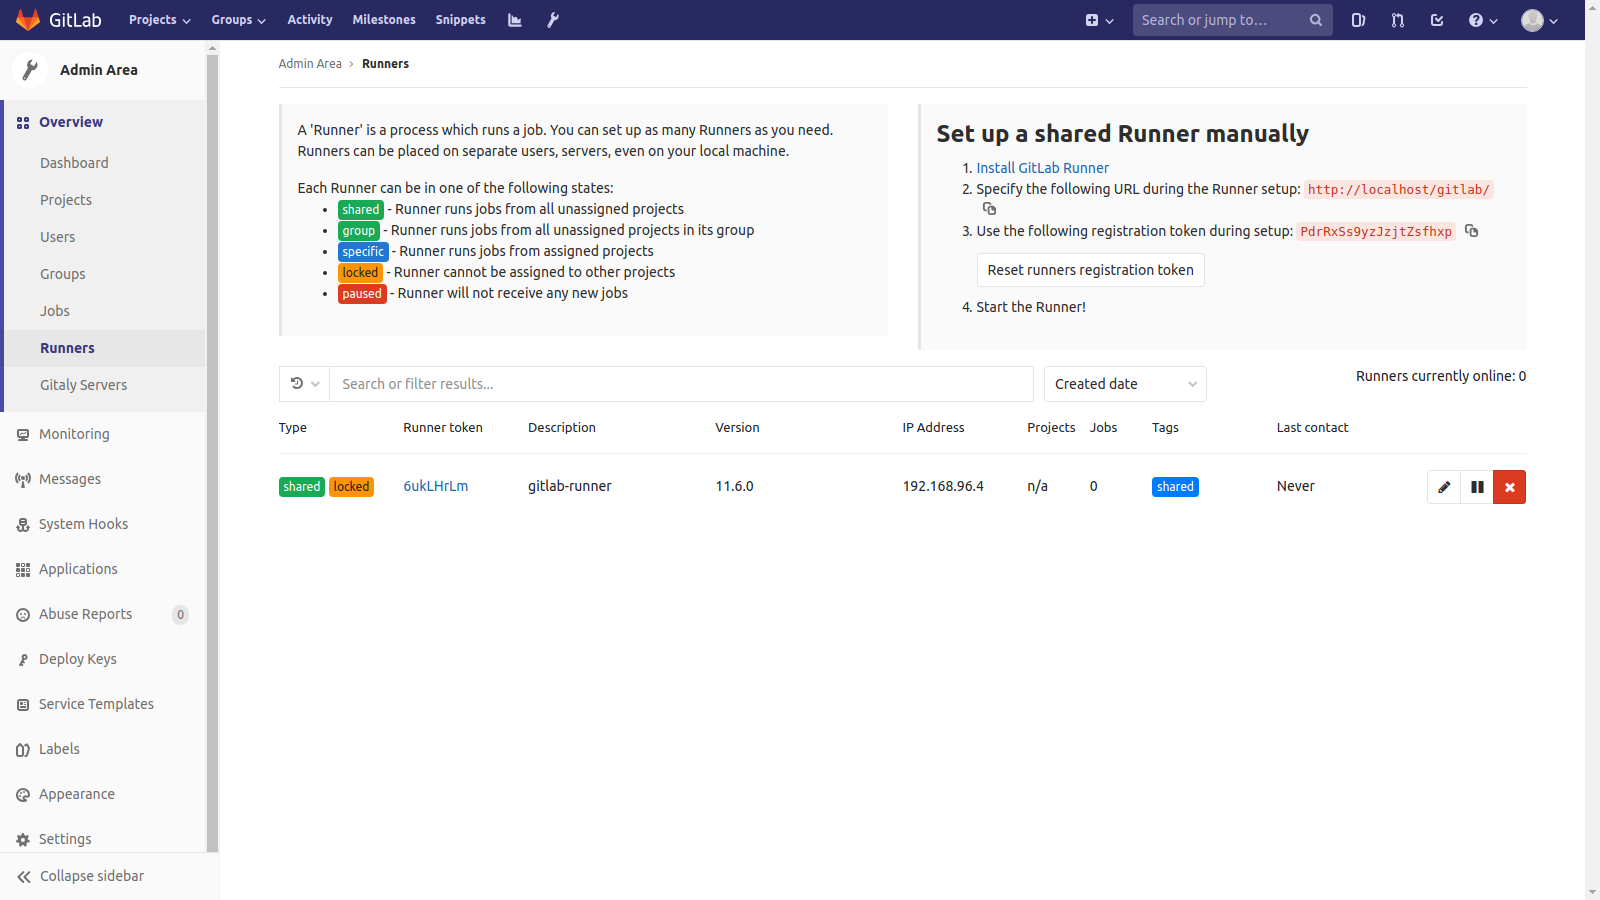 GitLab Projects Groups Activity Milestones Snippets Search or jump to…
Admin Area
Overview
Dashboard
Projects
Users
Groups
Jobs
Runners
Gitaly Servers
Monitoring
Messages
System Hooks
Applications
Abuse Reports 0
Deploy Keys
Service Templates
Labels
Appearance
Settings
Collapse sidebar
Admin Area › Runners
A 'Runner' is a process which runs a job. You can set up as many Runners as you need.
Runners can be placed on separate users, servers, even on your local machine.
Each Runner can be in one of the following states:
• shared - Runner runs jobs from all unassigned projects
• group - Runner runs jobs from all unassigned projects in its group
• specific - Runner runs jobs from assigned projects
• locked - Runner cannot be assigned to other projects
• paused - Runner will not receive any new jobs
Set up a shared Runner manually
1. Install GitLab Runner
2. Specify the following URL during the Runner setup: http://localhost/gitlab/
3. Use the following registration token during setup: PdrRxSs9yzJzjtZsfhxp
Reset runners registration token
4. Start the Runner!
Search or filter results... Created date Runners currently online: 0
Type Runner token Description Version IP Address Projects Jobs Tags Last contact
shared locked 6ukLHrLm gitlab-runner 11.6.0 192.168.96.4 n/a 0 shared Never